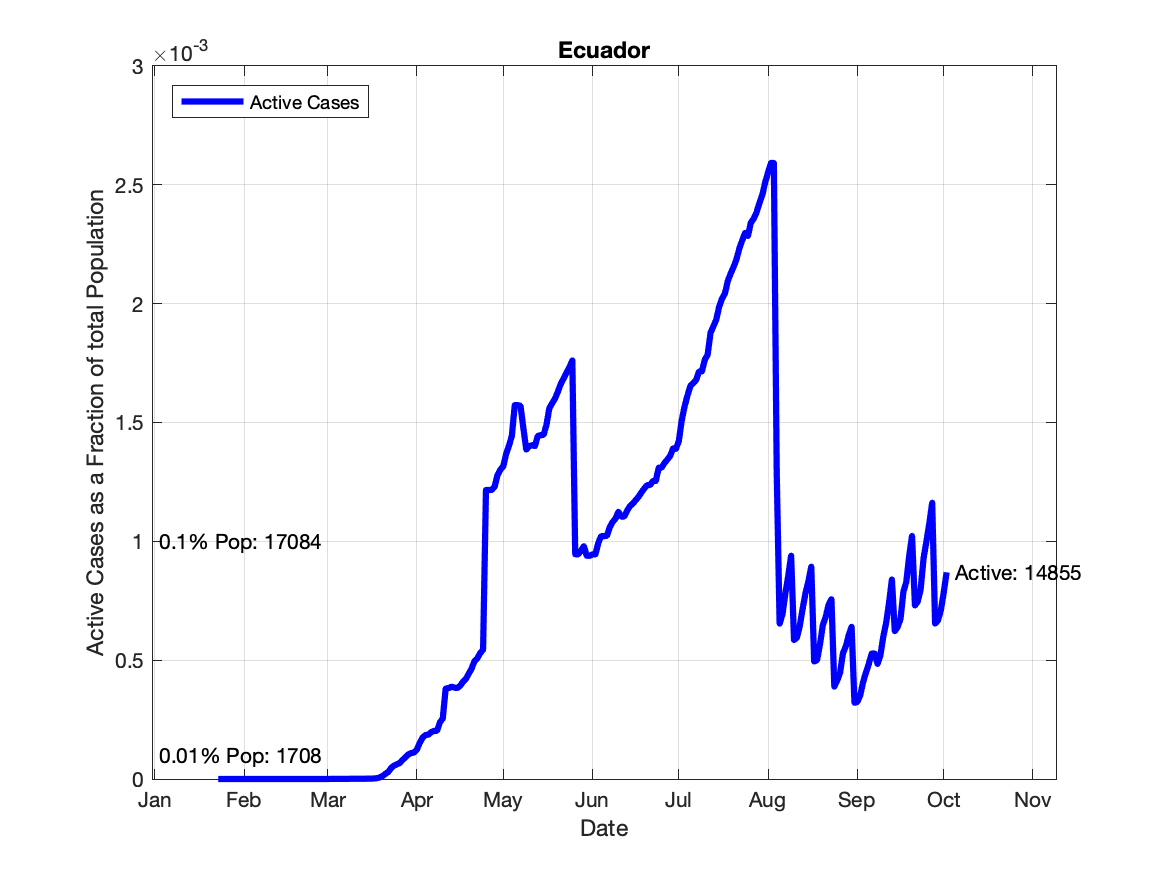 Ecuador
×10-3
3
2.5
2
1.5
1
0.5
0
Active Cases as a Fraction of total Population
Active Cases
0.1% Pop: 17084
Active: 14855
0.01% Pop: 1708
Jan Feb Mar Apr May Jun Jul Aug Sep Oct Nov
Date